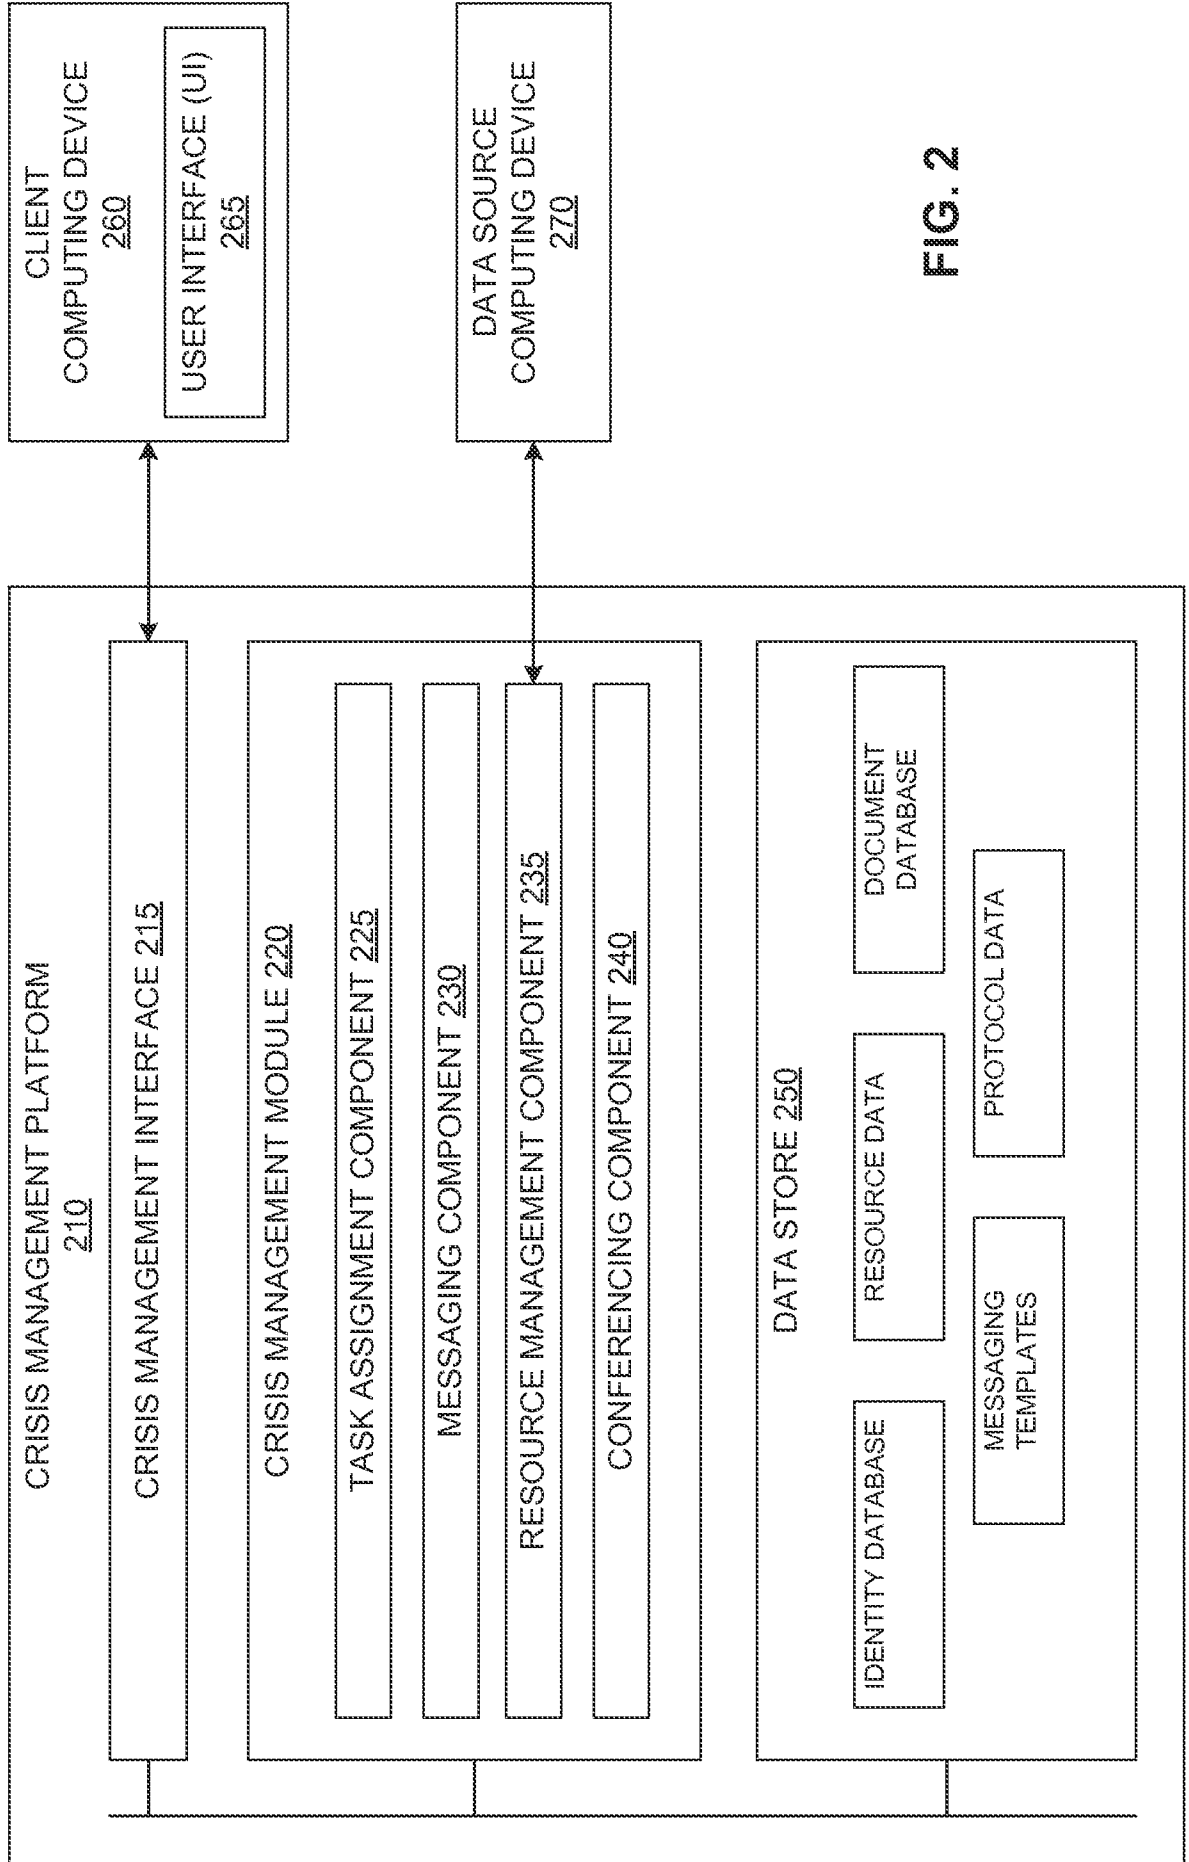 CRISIS MANAGEMENT PLATFORM
210
CRISIS MANAGEMENT INTERFACE 215
CRISIS MANAGEMENT MODULE 220
TASK ASSIGNMENT COMPONENT 225
MESSAGING COMPONENT 230
RESOURCE MANAGEMENT COMPONENT 235
CONFERENCING COMPONENT 240
DATA STORE 250
IDENTITY DATABASE
RESOURCE DATA
DOCUMENT
DATABASE
MESSAGING
TEMPLATES
PROTOCOL DATA
CLIENT
COMPUTING DEVICE
260
USER INTERFACE (UI)
265
DATA SOURCE
COMPUTING DEVICE
270
FIG. 2